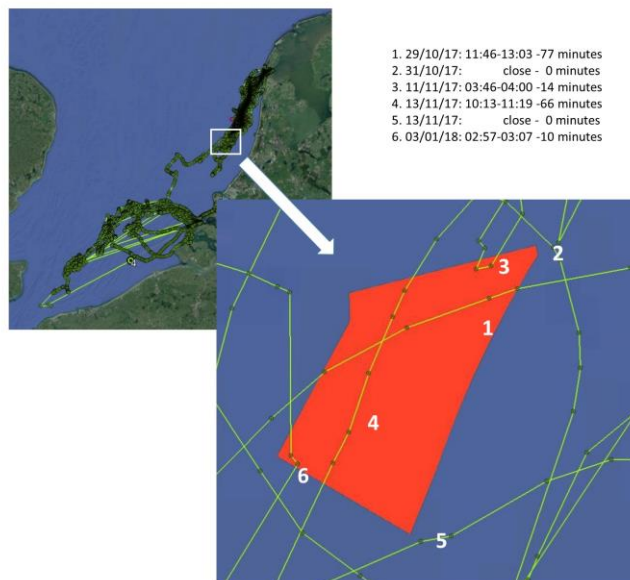 1. 29/10/17: 11:46-13:03 -77 minutes
2. 31/10/17: close - 0 minutes
3. 11/11/17: 03:46-04:00 -14 minutes
4. 13/11/17: 10:13-11:19 -66 minutes
5. 13/11/17: close - 0 minutes
6. 03/01/18: 02:57-03:07 -10 minutes
2
3
1
4
6
5